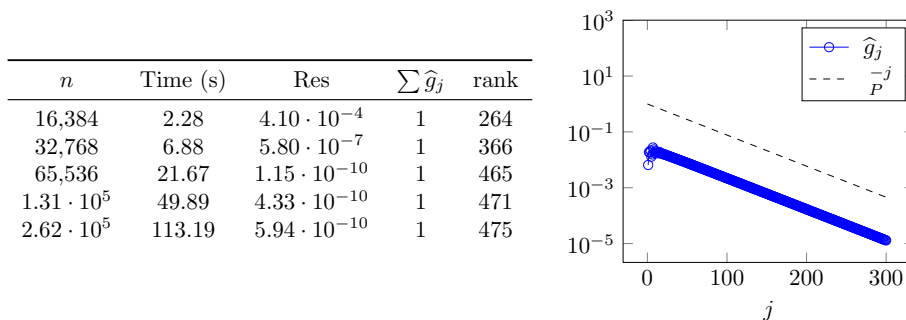 n Time (s) Res ∑ ĝ_j rank
16,384 2.28 4.10 · 10^−4 1 264
32,768 6.88 5.80 · 10^−7 1 366
65,536 21.67 1.15 · 10^−10 1 465
1.31 · 10^5 49.89 4.33 · 10^−10 1 471
2.62 · 10^5 113.19 5.94 · 10^−10 1 475
10^3
10^1
10^−1
10^−3
10^−5
0 100 200 300
j
ĝ_j
_P^−j